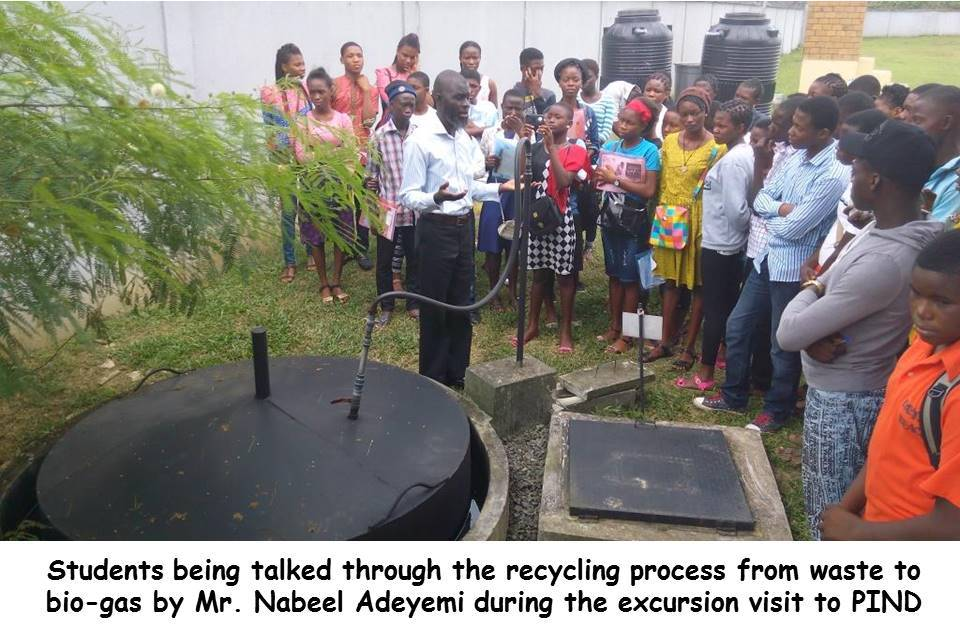 Students being talked through the recycling process from waste to
bio-gas by Mr. Nabeel Adeyemi during the excursion visit to PIND